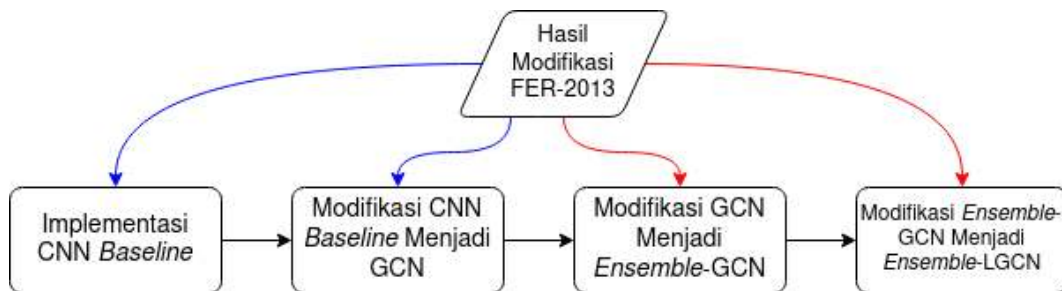 Hasil
Modifikasi
FER-2013
Implementasi
CNN Baseline
Modifikasi CNN
Baseline Menjadi
GCN
Modifikasi GCN
Menjadi
Ensemble-GCN
Modifikasi Ensemble-
GCN Menjadi
Ensemble-LGCN